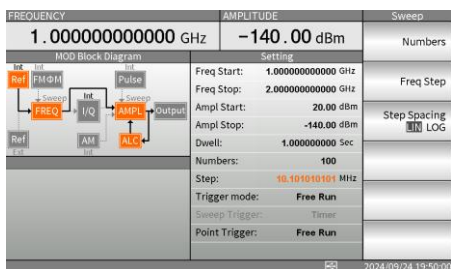 FREQUENCY AMPLITUDE Sweep
1.000000000000 GHz -140.00 dBm
Numbers
MOD Block Diagram Setting
Int Int Int
Ref FMΦM Pulse
Sweep Int Sweep
FREQ I/Q AMPL Output
Ref AM ALC
Ext Int
Freq Start: 1.000000000000 GHz
Freq Stop: 2.000000000000 GHz
Ampl Start: 20.00 dBm
Ampl Stop: -140.00 dBm
Dwell: 1.000000000 Sec
Numbers: 100
Step: 10.101010101 MHz
Trigger mode: Free Run
Sweep Trigger: Timer
Point Trigger: Free Run
Freq Step
Step Spacing
LIN LOG
2024/09/24 19:50:00